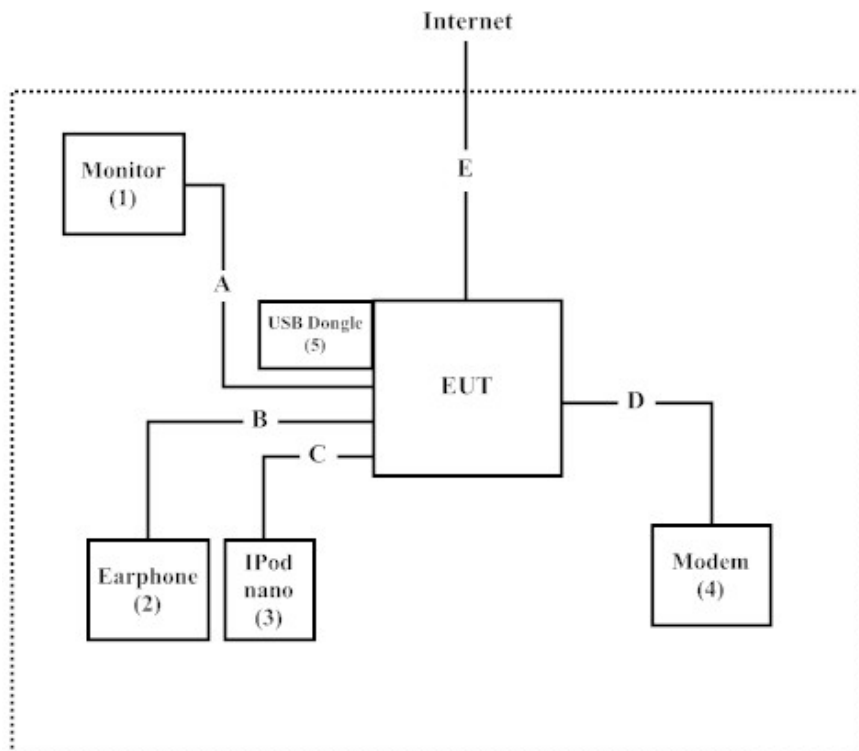 Internet
E
Monitor
(1)
A
USB Dongle
(5)
EUT
D
B
C
Earphone
(2)
IPod
nano
(3)
Modem
(4)